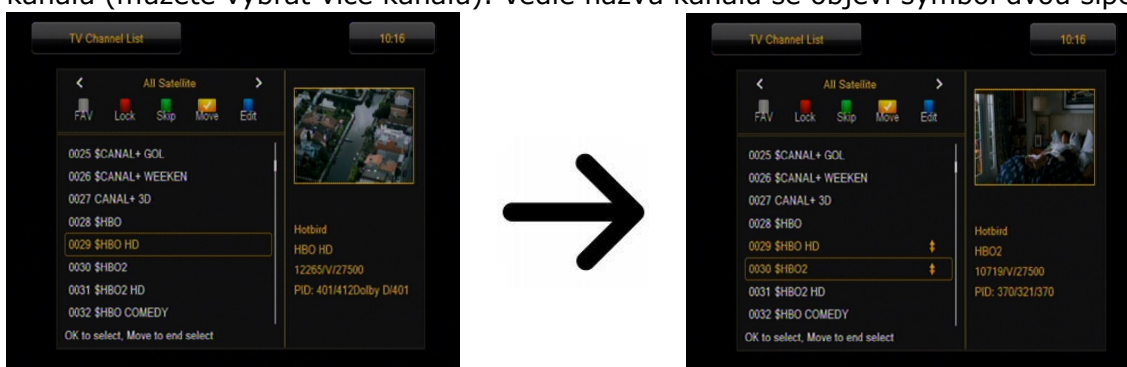 kanálů (můžete vybrat více kanálů). Vedle názvu kanálu se objeví symbol dvou šipe
TV Channel List
10:16
All Satellite
FAV Lock Skip Move Edit
0025 $CANAL+ GOL
0026 $CANAL+ WEEKEN
0027 CANAL+ 3D
0028 $HBO
0029 $HBO HD
0030 $HBO2
0031 $HBO2 HD
0032 $HBO COMEDY
OK to select, Move to end select
Hotbird
HBO HD
12265/V/27500
PID: 401/412Dolby D/401
TV Channel List
10:16
All Satellite
FAV Lock Skip Move Edit
0025 $CANAL+ GOL
0026 $CANAL+ WEEKEN
0027 CANAL+ 3D
0028 $HBO
0029 $HBO HD
0030 $HBO2
0031 $HBO2 HD
0032 $HBO COMEDY
OK to select, Move to end select
Hotbird
HBO2
10719/V/27500
PID: 370/321/370